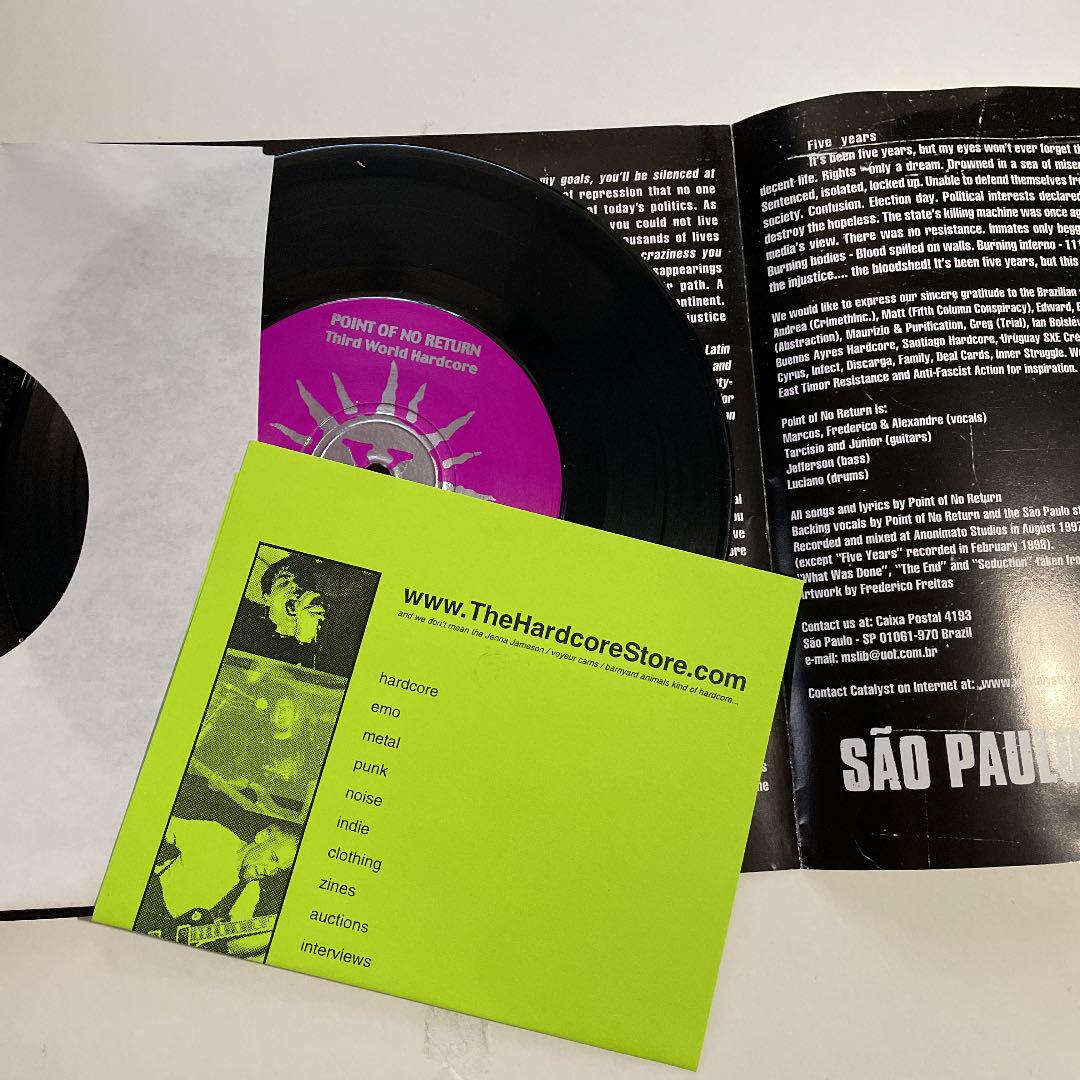 my goals, you'll be silenced at
of repression that no one
of today's politics. As
you could not live
ousands of lives
craziness you
sappearings
path. A
ontinent.
justice
Latin
and
POINT OF NO RETURN
Third World Hardcore
Five years
It's been five years, but my eyes won't ever forget th
decent life. Rights - only a dream. Drowned in a sea of miser
Sentenced, isolated, locked up. Unable to defend themselves fr
society. Confusion. Election day. Political interests declared
destroy the hopeless. The state's killing machine was once ag
media's view. There was no resistance. Inmates only begg
Burning bodies - Blood spilled on walls. Burning inferno - 111
the injustice.... the bloodshed! It's been five years, but this
We would like to express our sincere gratitude to the Brazilian
Andrea (CrimethInc.), Matt (Fifth Column Conspiracy), Edward,
(Abstraction), Maurizio & Purification, Greg (Trial), Ian
Buenos Ayres Hardcore, Santiago Hardcore, Uruguay SXE Cre
Cyrus, Infect, Discarga, Family, Deal Cards, Inner Struggle. W
East Timor Resistance and Anti-Fascist Action for inspiration.
Point of No Return is:
Marcos, Frederico & Alexandre (vocals)
Tarcísio and Júnior (guitars)
Jefferson (bass)
Luciano (drums)
All songs and lyrics by Point of No Return
Backing vocals by Point of No Return and the São Paulo st
Recorded and mixed at Anonimato Studios in August 1997
(except "Five Years" recorded in February 1998).
"What Was Done", "The End" and "Seduction" taken from
Artwork by Frederico Freitas
Contact us at: Caixa Postal 4193
São Paulo - SP 01061-970 Brazil
e-mail: mslib@uol.com.br
Contact Catalyst on Internet at: www.
SÃO PAULO
www.TheHardcoreStore.com
and we don't mean the Jenna Jameson / voyeur cams / barnyard animals kind of hardcore...
hardcore
emo
metal
punk
noise
indie
clothing
zines
auctions
interviews